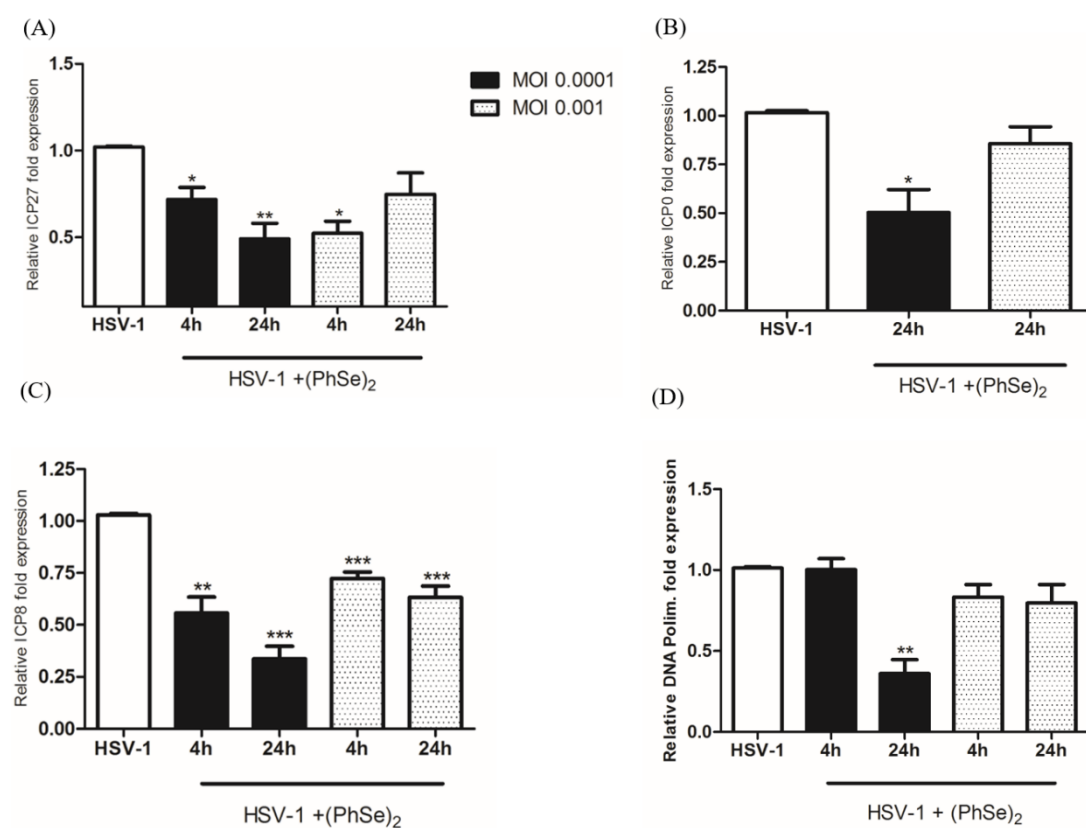 (A)
Relative ICP27 fold expression
1.5
1.0
0.5
*
**
*
HSV-1 4h 24h 4h 24h
HSV-1 +(PhSe)2
MOI 0.0001
MOI 0.001
(B)
Relative ICP0 fold expression
1.25
1.00
0.75
0.50
0.25
0.00
*
HSV-1 24h 24h
HSV-1 +(PhSe)2
(C)
Relative ICP8 fold expression
1.25
1.00
0.75
0.50
0.25
0.00
**
***
***
***
HSV-1 4h 24h 4h 24h
HSV-1 +(PhSe)2
(D)
Relative DNA Polim. fold expression
1.5
1.0
0.5
0.0
**
HSV-1 4h 24h 4h 24h
HSV-1 + (PhSe)2